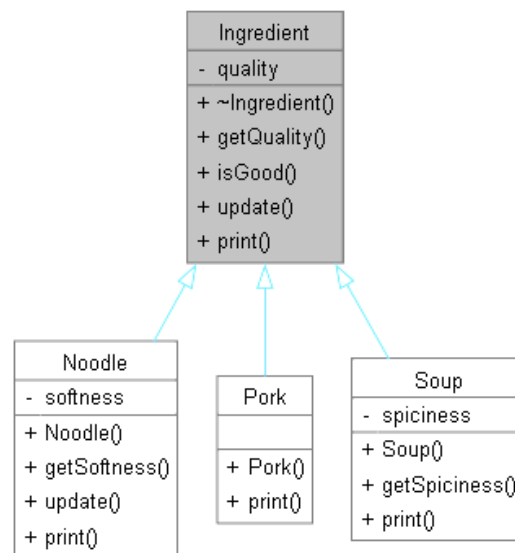 Ingredient
- quality
+ ~Ingredient()
+ getQuality()
+ isGood()
+ update()
+ print()
Noodle
- softness
+ Noodle()
+ getSoftness()
+ update()
+ print()
Pork
+ Pork()
+ print()
Soup
- spiciness
+ Soup()
+ getSpiciness()
+ print()